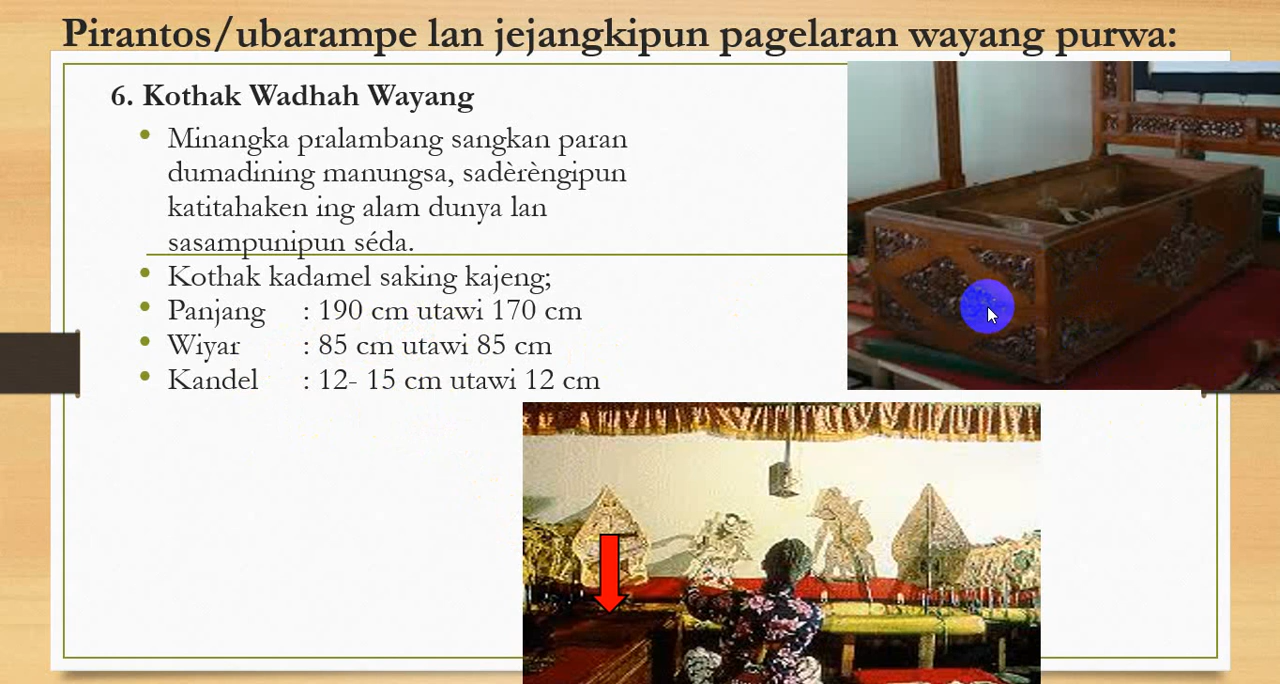 Pirantos/ubarampe lan jejangkipun pagelaran wayang purwa:
6. Kothak Wadhah Wayang
• Minangka pralambang sangkan paran
dumadining manungsa, sadèrèngipun
katitahaken ing alam dunya lan
sasampunipun séda.
• Kothak kadamel saking kajeng;
• Panjang : 190 cm utawi 170 cm
• Wiyar : 85 cm utawi 85 cm
• Kandel : 12- 15 cm utawi 12 cm